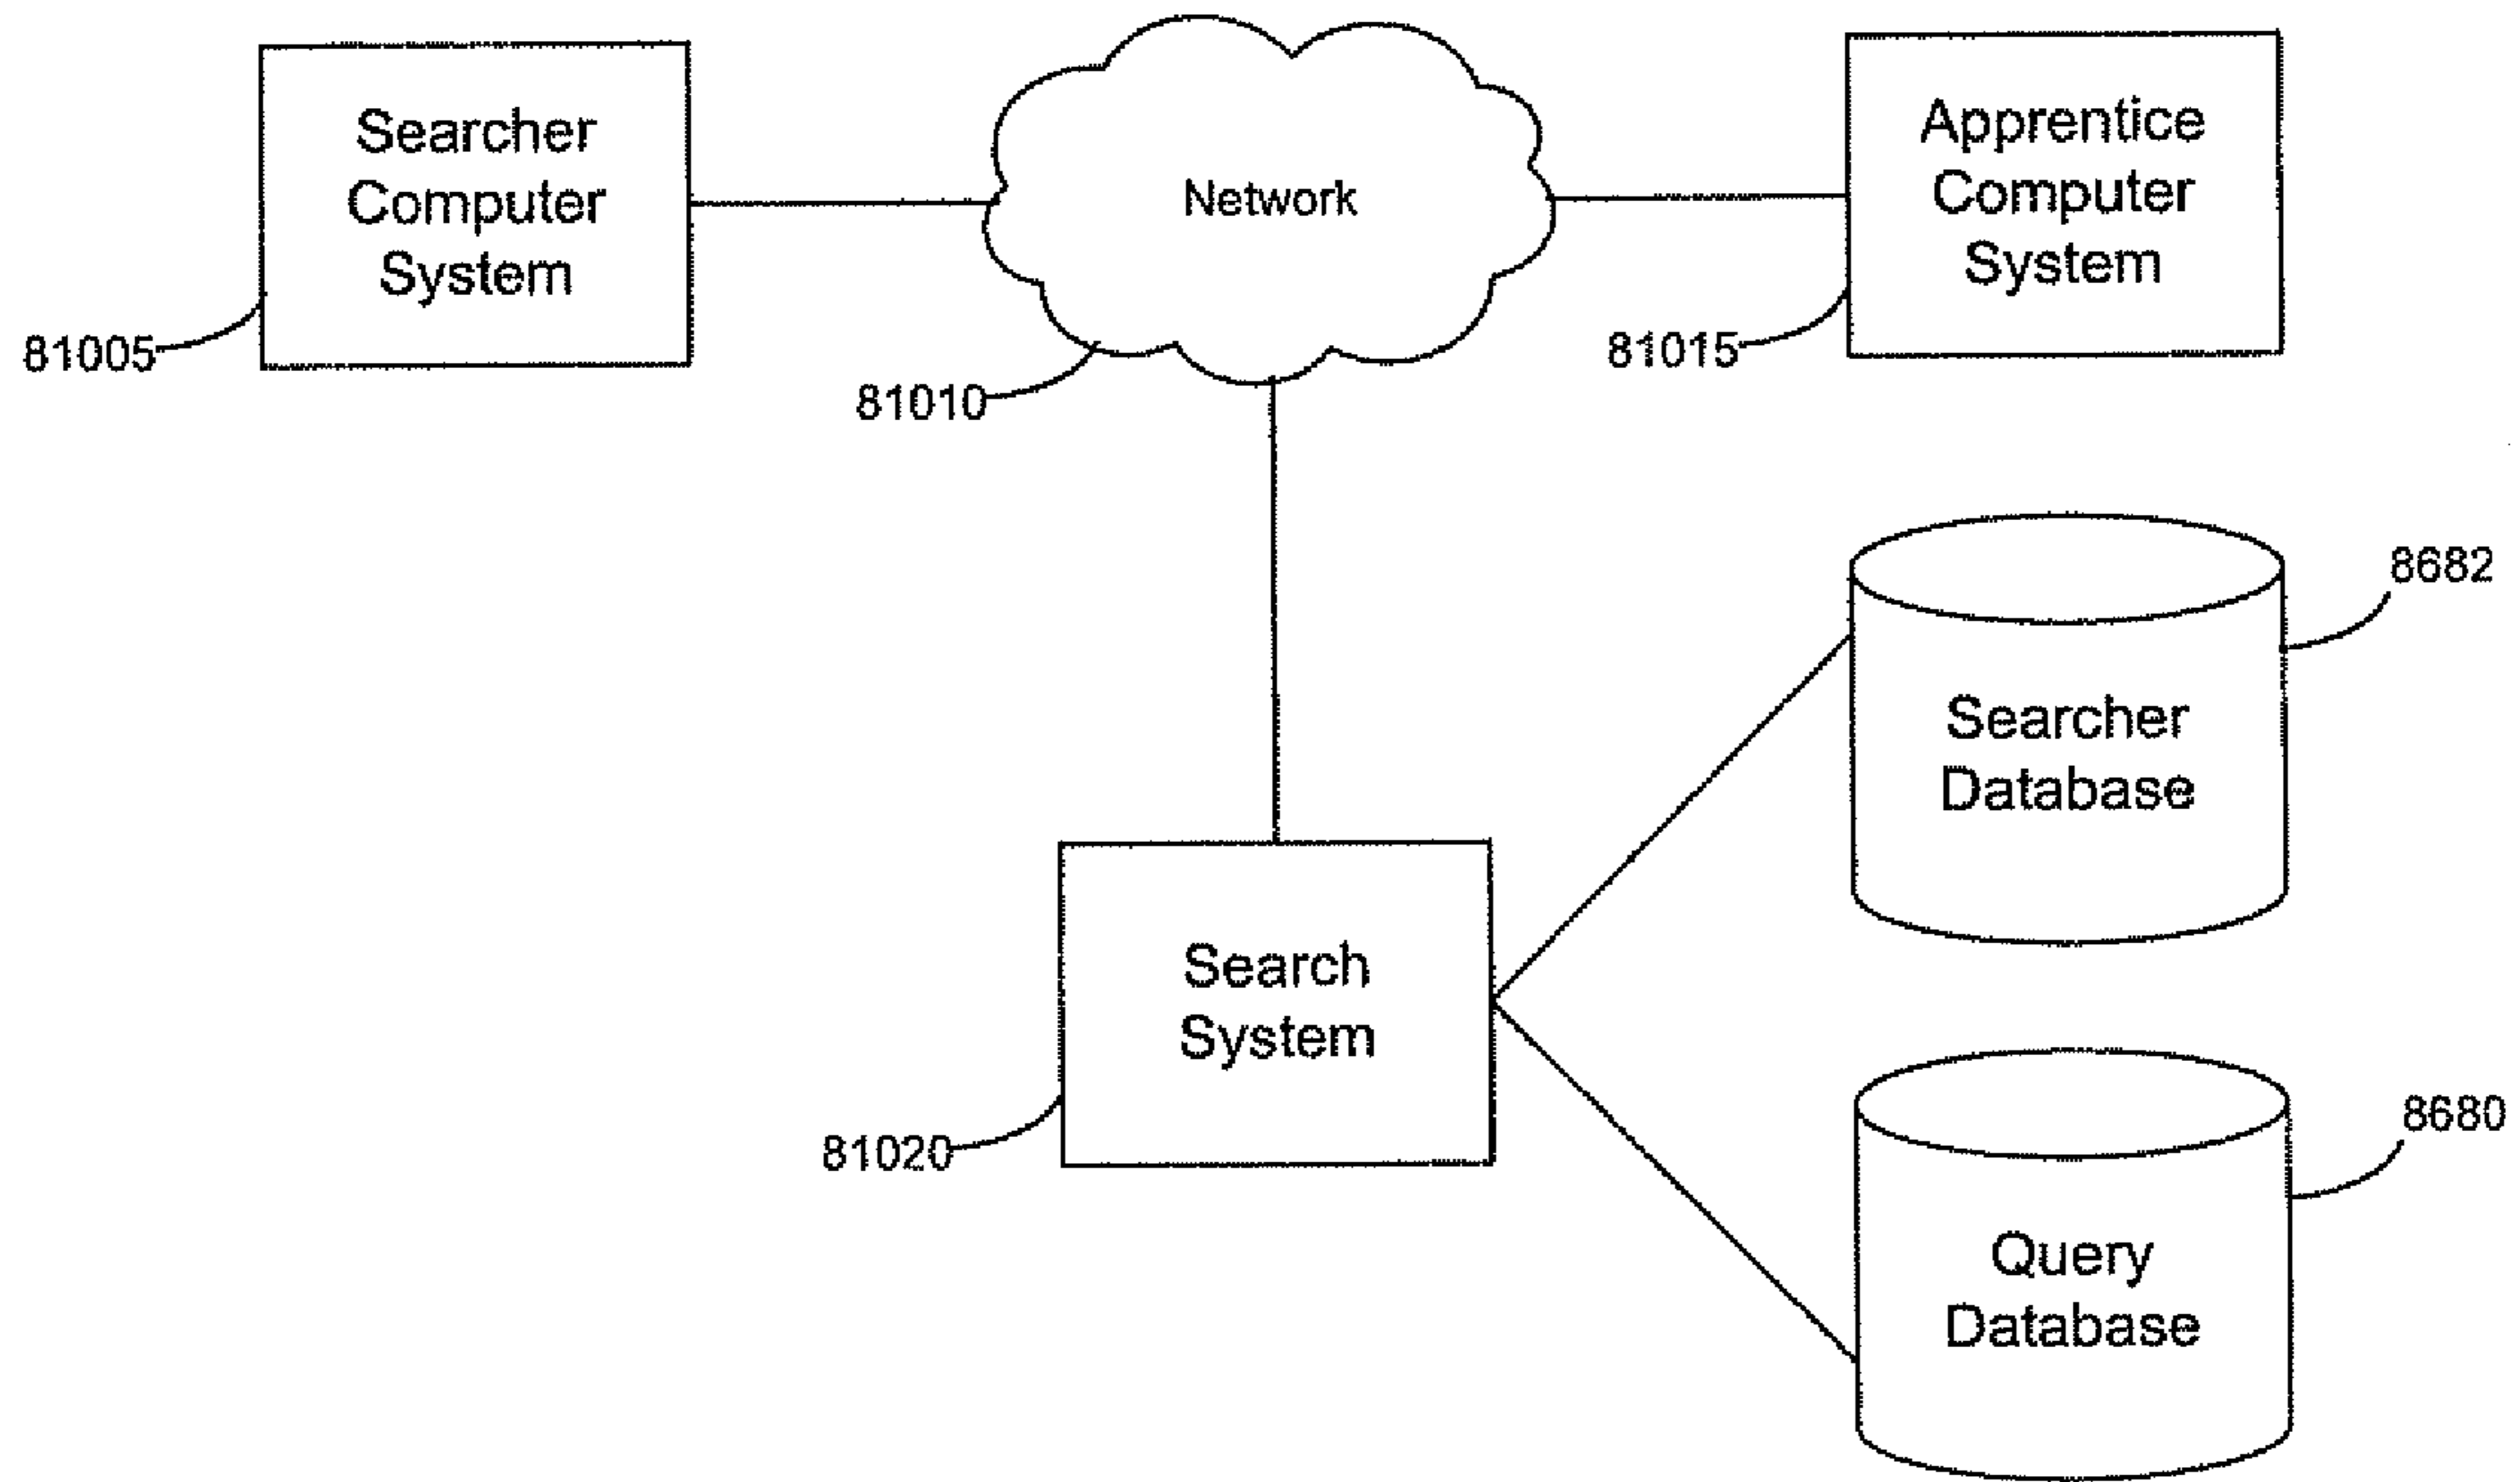 Searcher
Computer
System
81005
Network
81010
Apprentice
Computer
System
81015
8682
Searcher
Database
Search
System
81020
8680
Query
Database